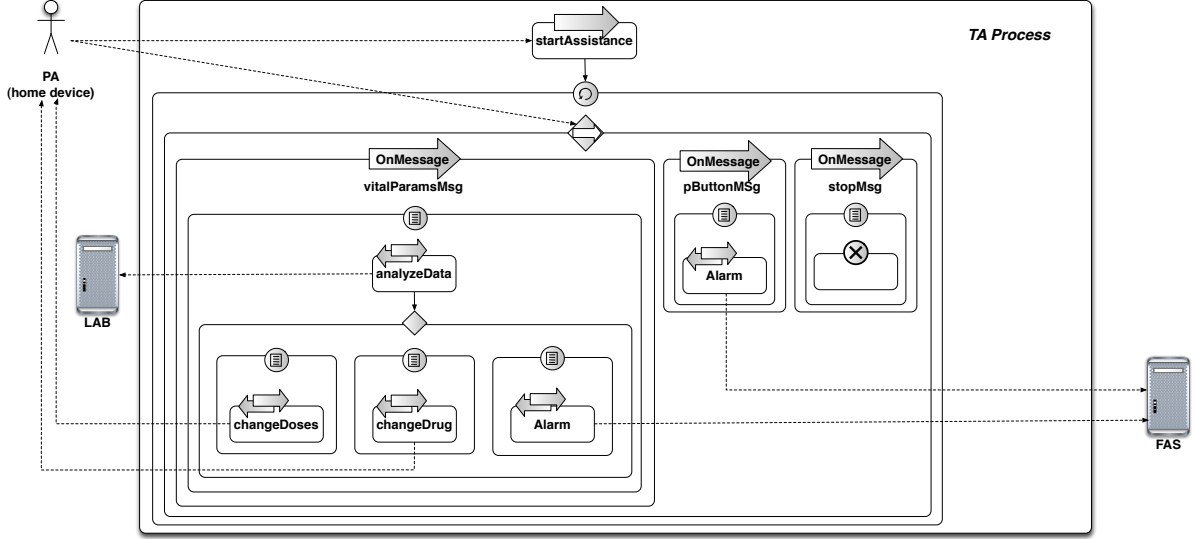 startAssistance
TA Process
PA
(home device)
OnMessage
vitalParamsMsg
OnMessage
pButtonMSg
OnMessage
stopMsg
analyzeData
Alarm
LAB
changeDoses
changeDrug
Alarm
FAS